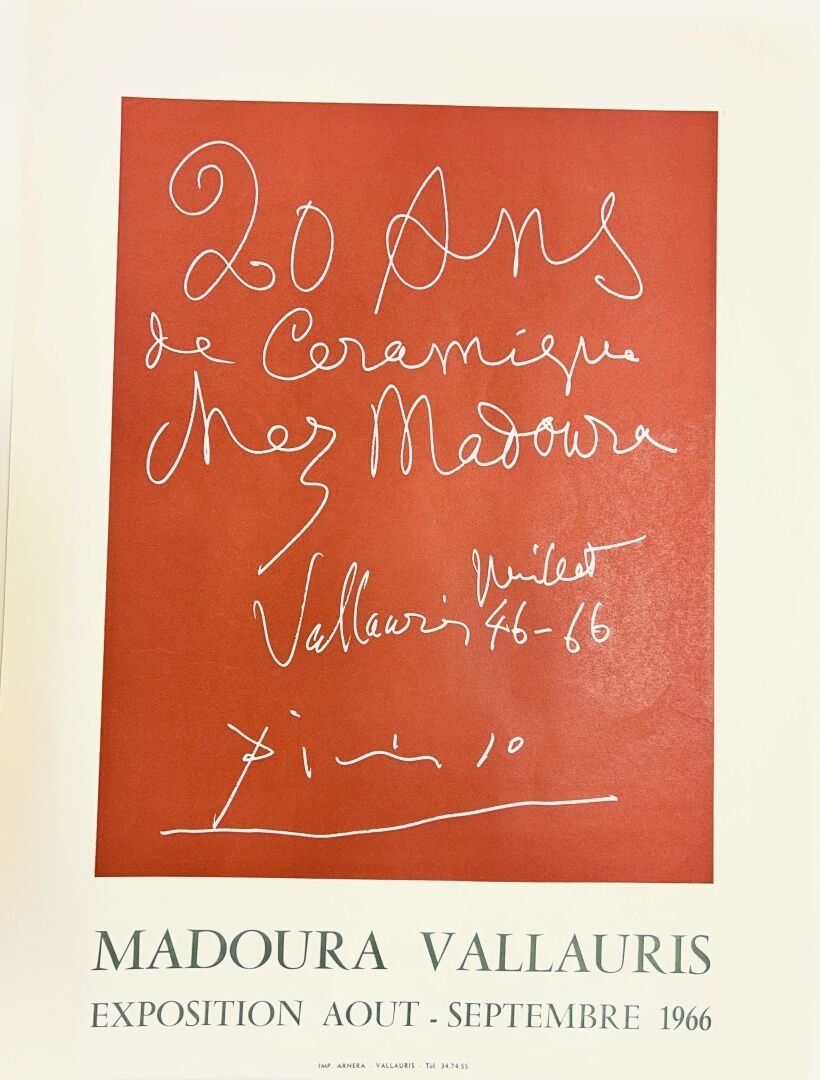 20 Ans
de Ceramique
chez Madoura
Juillet
Vallauris 46-66
Picasso
MADOURA VALLAURIS
EXPOSITION AOUT - SEPTEMBRE 1966
IMP. ARNERA - VALLAURIS - Tél. 34.74.55